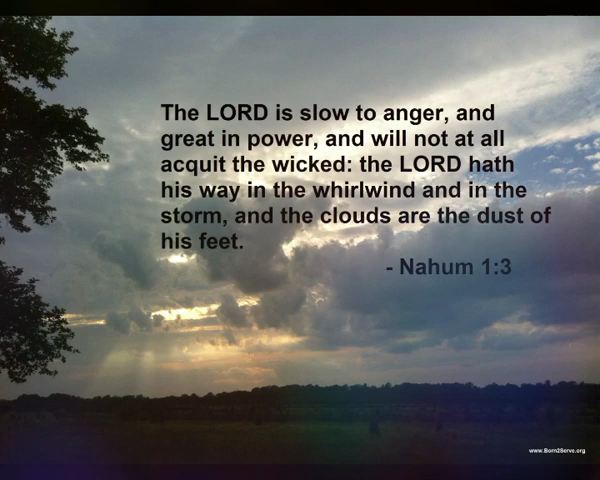 The LORD is slow to anger, and
great in power, and will not at all
acquit the wicked: the LORD hath
his way in the whirlwind and in the
storm, and the clouds are the dust of
his feet.
- Nahum 1:3
www.Born2Serve.org